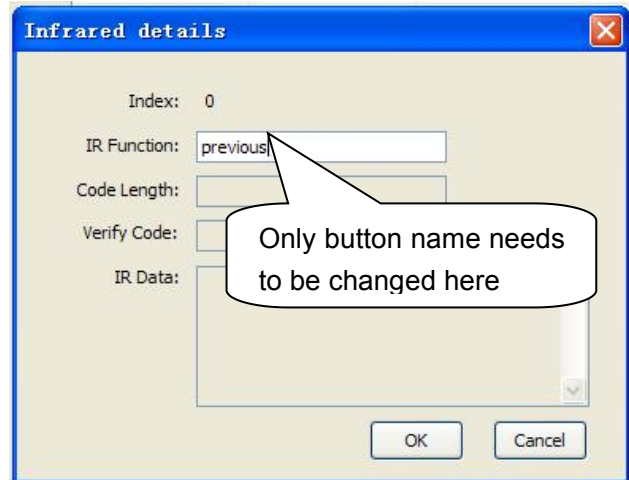 Infrared details
Index: 0
IR Function: previous
Code Length:
Verify Code:
Only button name needs
to be changed here
IR Data:
OK Cancel